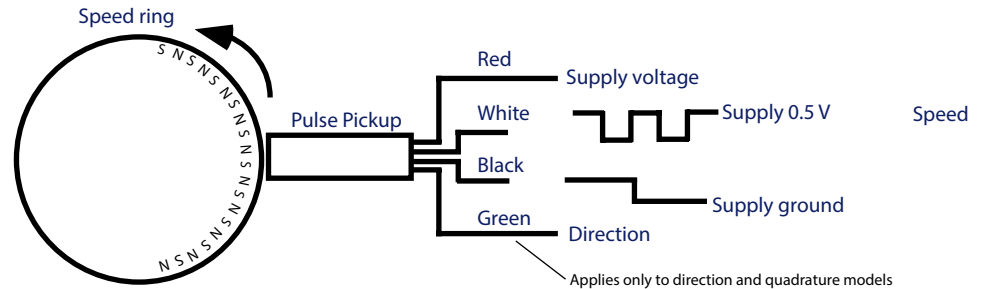 Speed ring
S N S N S N S N S N S N S N S N S N S N S N
Red
Supply voltage
White
Supply 0.5 V
Speed
Pulse Pickup
Black
Supply ground
Green
Direction
Applies only to direction and quadrature models